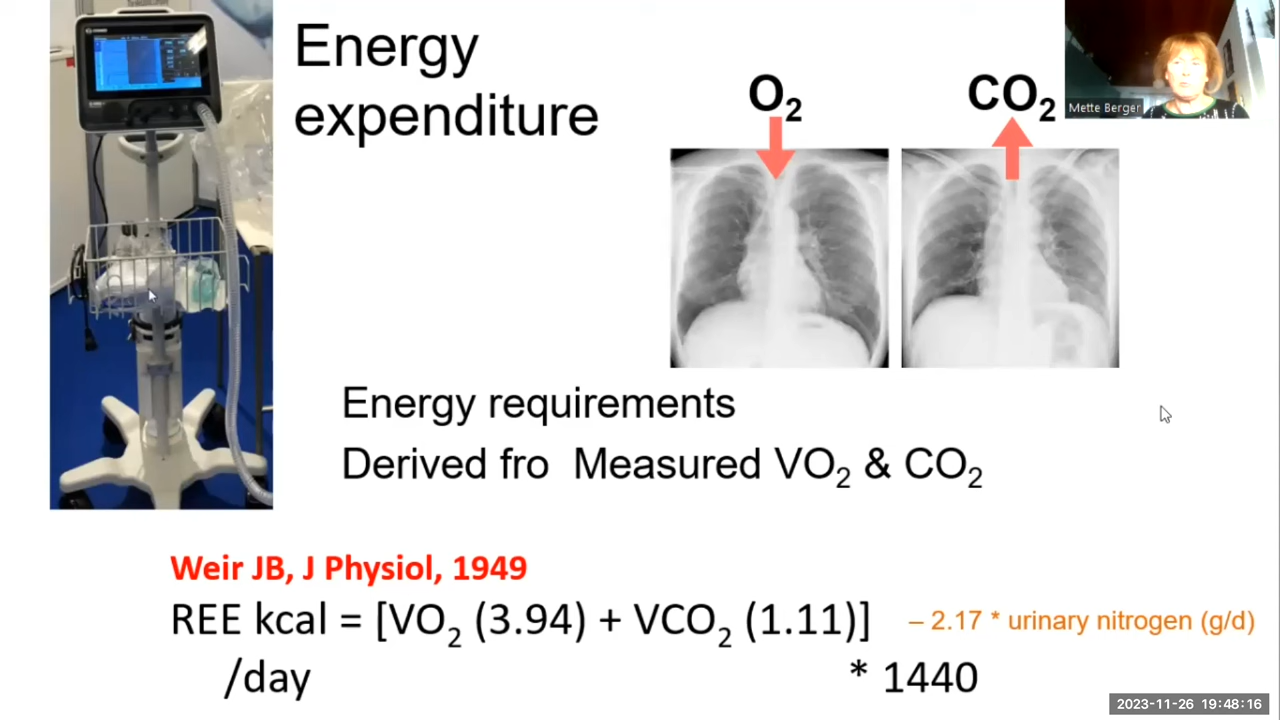 Energy
expenditure
O₂
CO₂
Mette Berger
Energy requirements
Derived fro Measured VO₂ & CO₂
Weir JB, J Physiol, 1949
REE kcal = [VO₂ (3.94) + VCO₂ (1.11)] – 2.17 * urinary nitrogen (g/d)
/day * 1440
2023-11-26 19:48:16